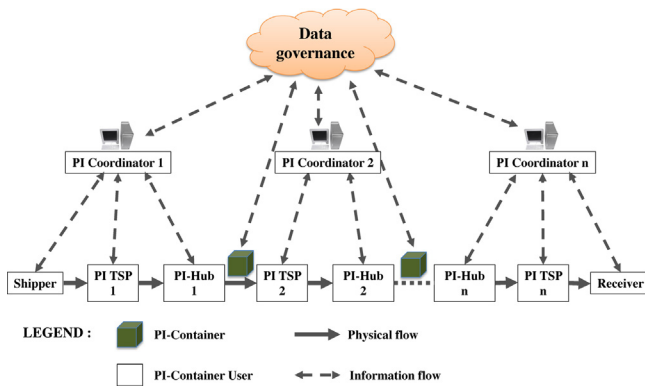 Data
governance
PI Coordinator 1
PI Coordinator 2
PI Coordinator n
Shipper
PI TSP
1
PI-Hub
1
PI TSP
2
PI-Hub
2
PI-Hub
n
PI TSP
n
Receiver
LEGEND :
PI-Container
Physical flow
PI-Container User
Information flow